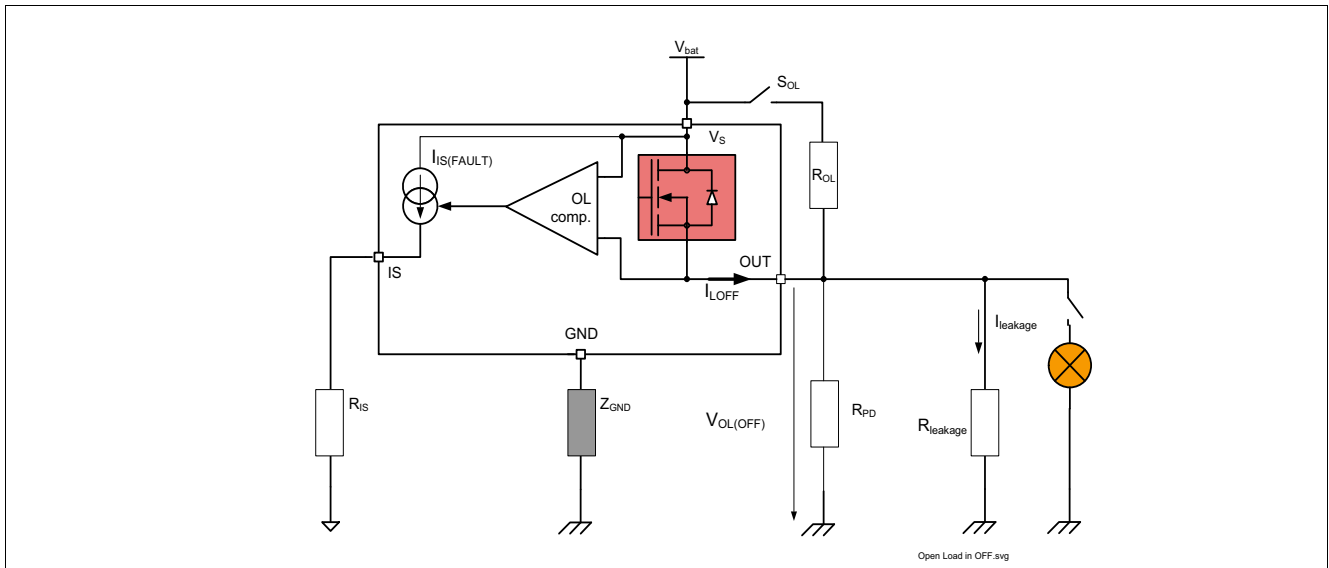 Vbat
SOL
VS
IIS(FAULT)
ROL
OL
comp.
OUT
IS
ILOFF
Ileakage
GND
RIS
ZGND
VOL(OFF)
RPD
Rleakage
Open Load in OFF.svg